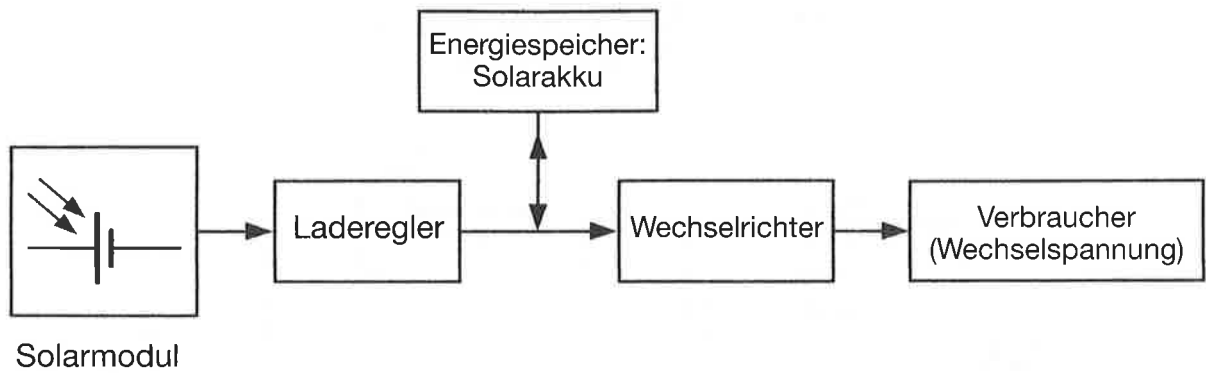 Energiespeicher:
Solarakku
Laderegler
Wechselrichter
Verbraucher
(Wechselspannung)
Solarmodul